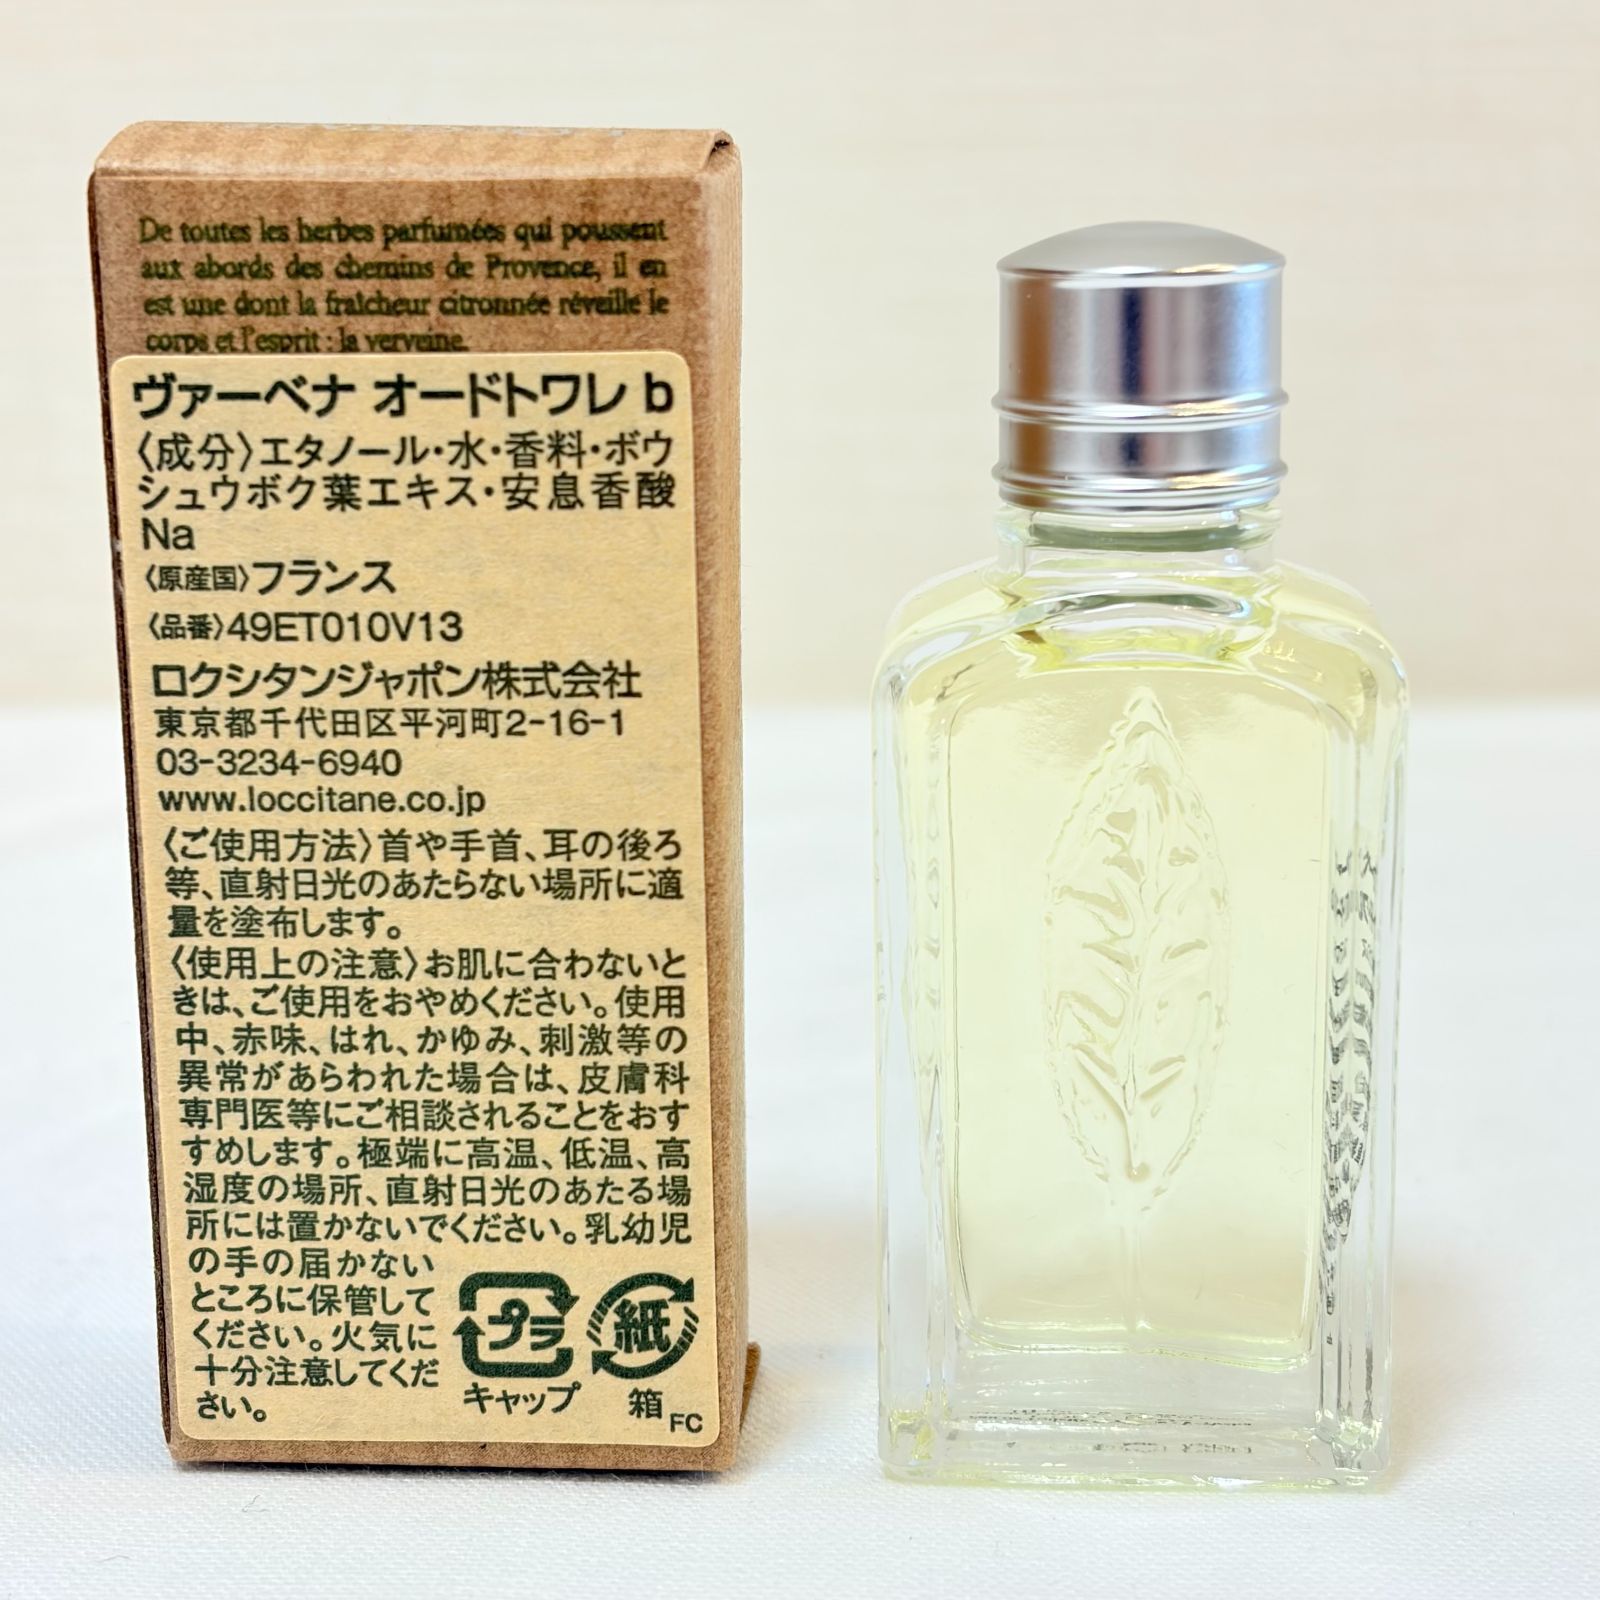 De toutes les herbes parfumées qui poussent
aux abords des chemins de Provence, il en
est une dont la fraîcheur citronnée réveille le
corps et l'esprit : la verveine.
ヴァーベナ オードトワレ b
〈成分〉エタノール・水・香料・ボウ
シュウボク葉エキス・安息香酸
Na
〈原産国〉フランス
〈品番〉49ET010V13
ロクシタンジャポン株式会社
東京都千代田区平河町2-16-1
03-3234-6940
www.loccitane.co.jp
〈ご使用方法〉首や手首、耳の後ろ
等、直射日光のあたらない場所に適
量を塗布します。
〈使用上の注意〉お肌に合わないと
きは、ご使用をおやめください。使用
中、赤味、はれ、かゆみ、刺激等の
異常があらわれた場合は、皮膚科
専門医等にご相談されることをおす
すめします。極端に高温、低温、高
湿度の場所、直射日光のあたる場
所には置かないでください。乳幼児
の手の届かない
ところに保管して
ください。火気に
十分注意してくだ
さい。
プラ
キャップ
紙
箱
FC